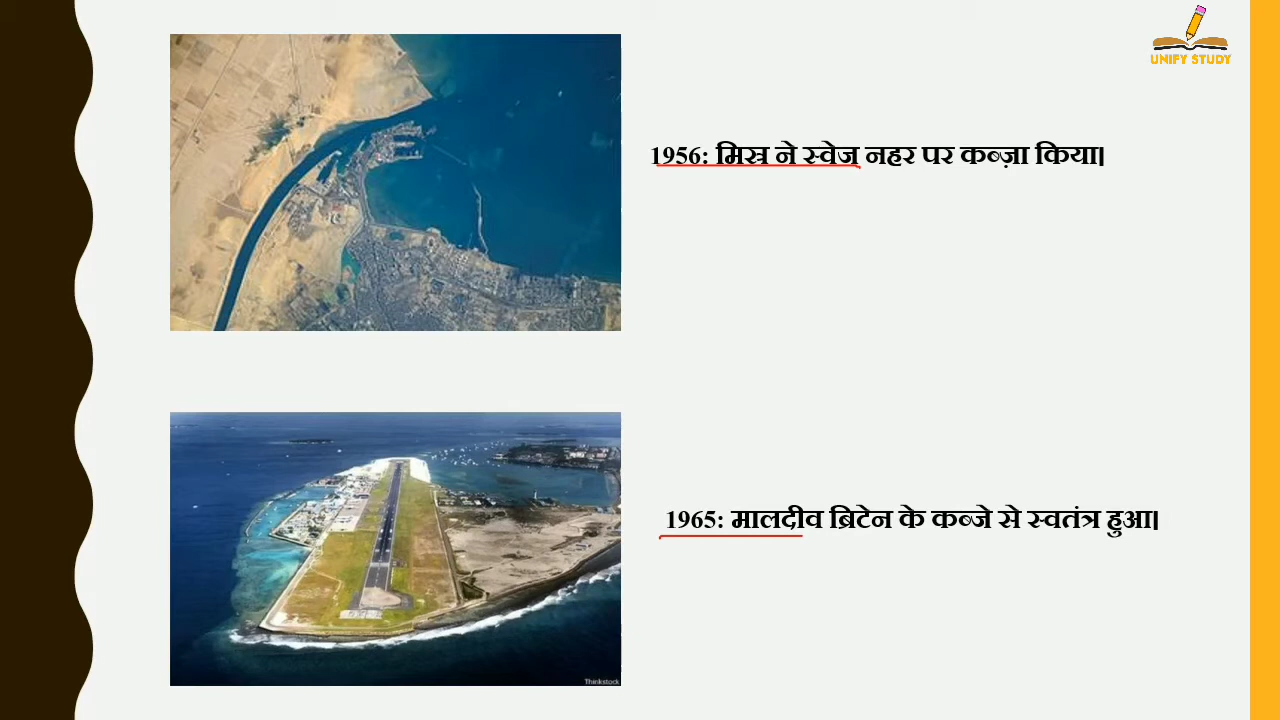 UNIFY STUDY
1956: मिस्र ने स्वेज़ नहर पर कब्ज़ा किया।
1965: मालदीव ब्रिटेन के कब्जे से स्वतंत्र हुआ।
Thinkstock